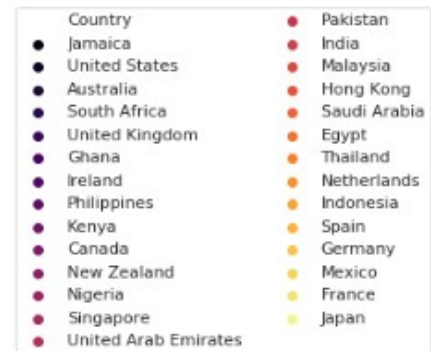 Country
Jamaica
United States
Australia
South Africa
United Kingdom
Ghana
Ireland
Philippines
Kenya
Canada
New Zealand
Nigeria
Singapore
United Arab Emirates
Pakistan
India
Malaysia
Hong Kong
Saudi Arabia
Egypt
Thailand
Netherlands
Indonesia
Spain
Germany
Mexico
France
Japan